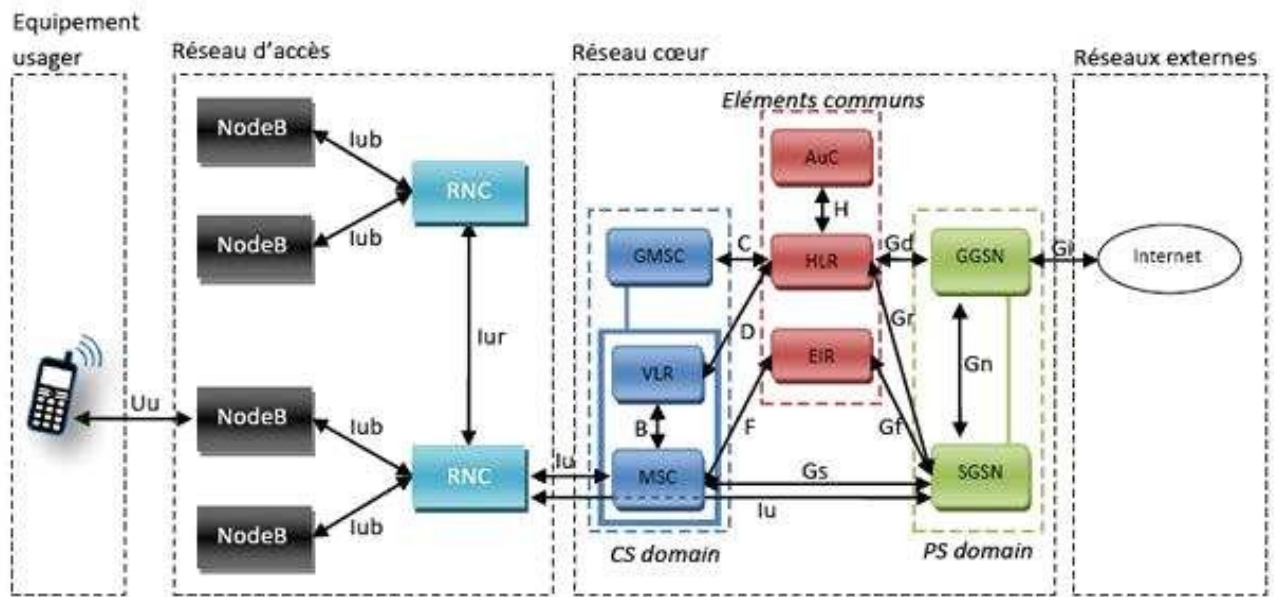 Equipement
usager
Réseau d'accès
Réseau cœur
Réseaux externes
Eléments communs
NodeB
Iub
RNC
NodeB
Iub
Iur
Uu
NodeB
Iub
RNC
NodeB
Iub
Iu
AuC
H
GMSC
C
HLR
Gd
GGSN
Gi
Internet
D
Gr
VLR
EIR
Gn
B
F
Gf
MSC
Gs
SGSN
Iu
CS domain
PS domain